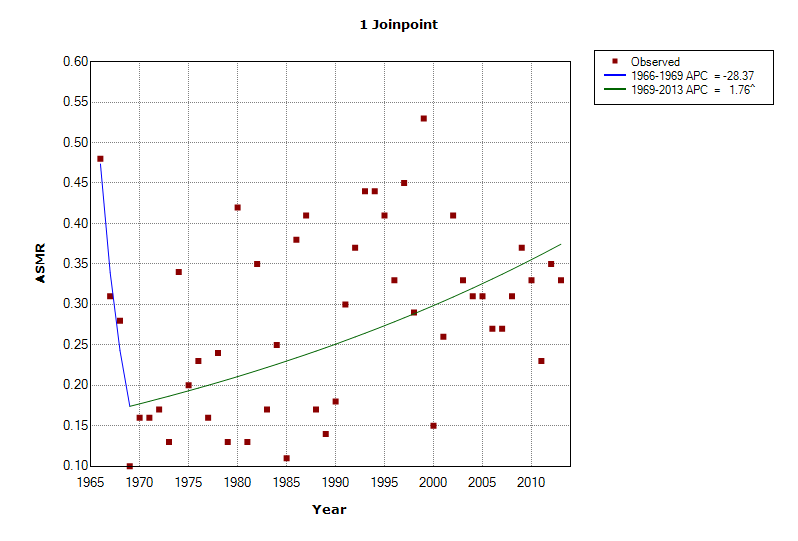 1 Joinpoint
Observed
1966-1969 APC = -28.37
1969-2013 APC = 1.76^
0.60
0.55
0.50
0.45
0.40
0.35
0.30
0.25
0.20
0.15
0.10
ASMR
1965 1970 1975 1980 1985 1990 1995 2000 2005 2010
Year